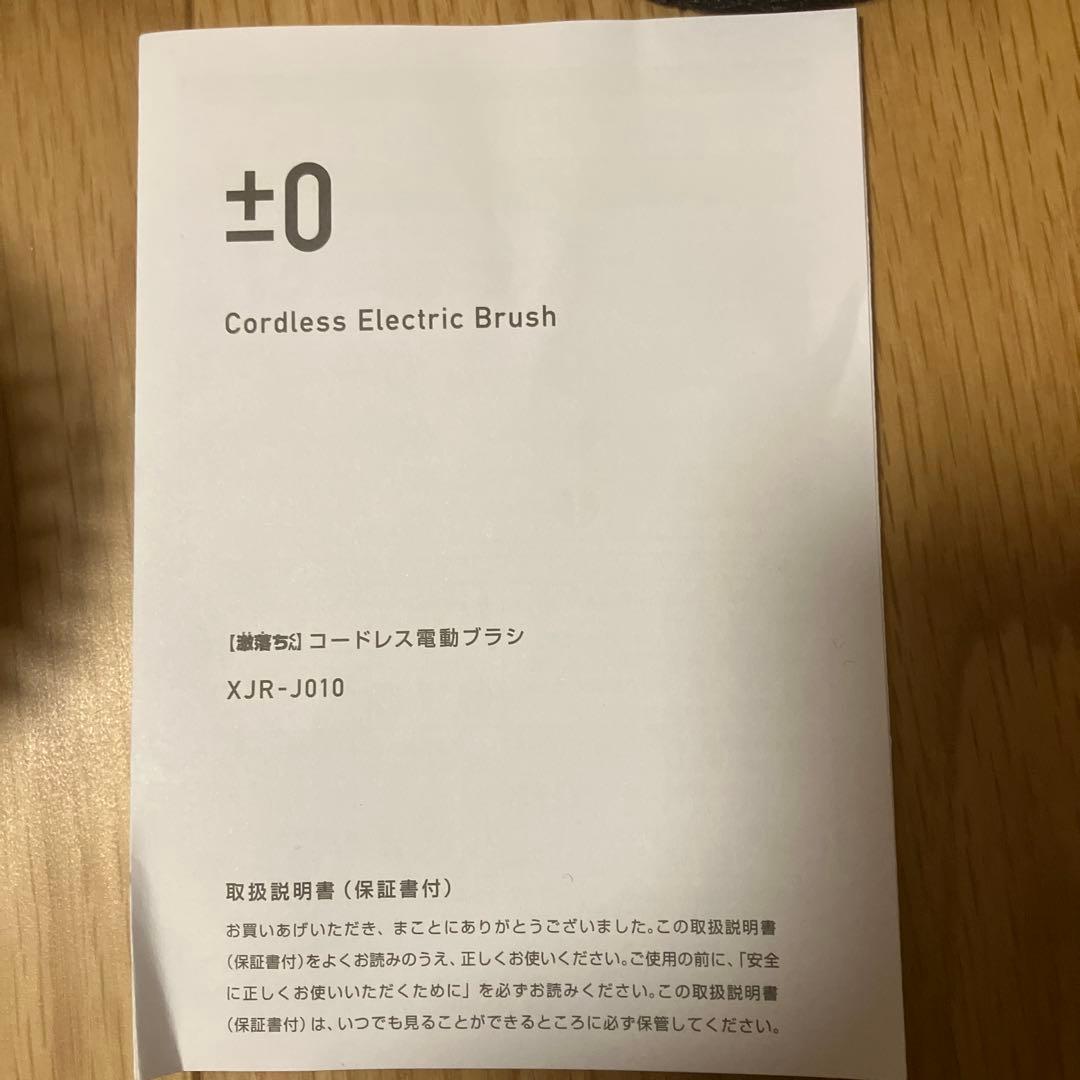 ±0
Cordless Electric Brush
【激落ちくん】コードレス電動ブラシ
XJR-J010
取扱説明書（保証書付）
お買いあげいただき、まことにありがとうございました。この取扱説明書
（保証書付）をよくお読みのうえ、正しくお使いください。ご使用の前に、「安全
に正しくお使いいただくために」を必ずお読みください。この取扱説明書
（保証書付）は、いつでも見ることができるところに必ず保管してください。